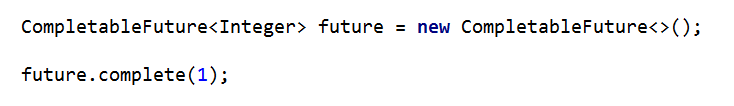 CompletableFuture<Integer> future = new CompletableFuture<>();
future.complete(1);